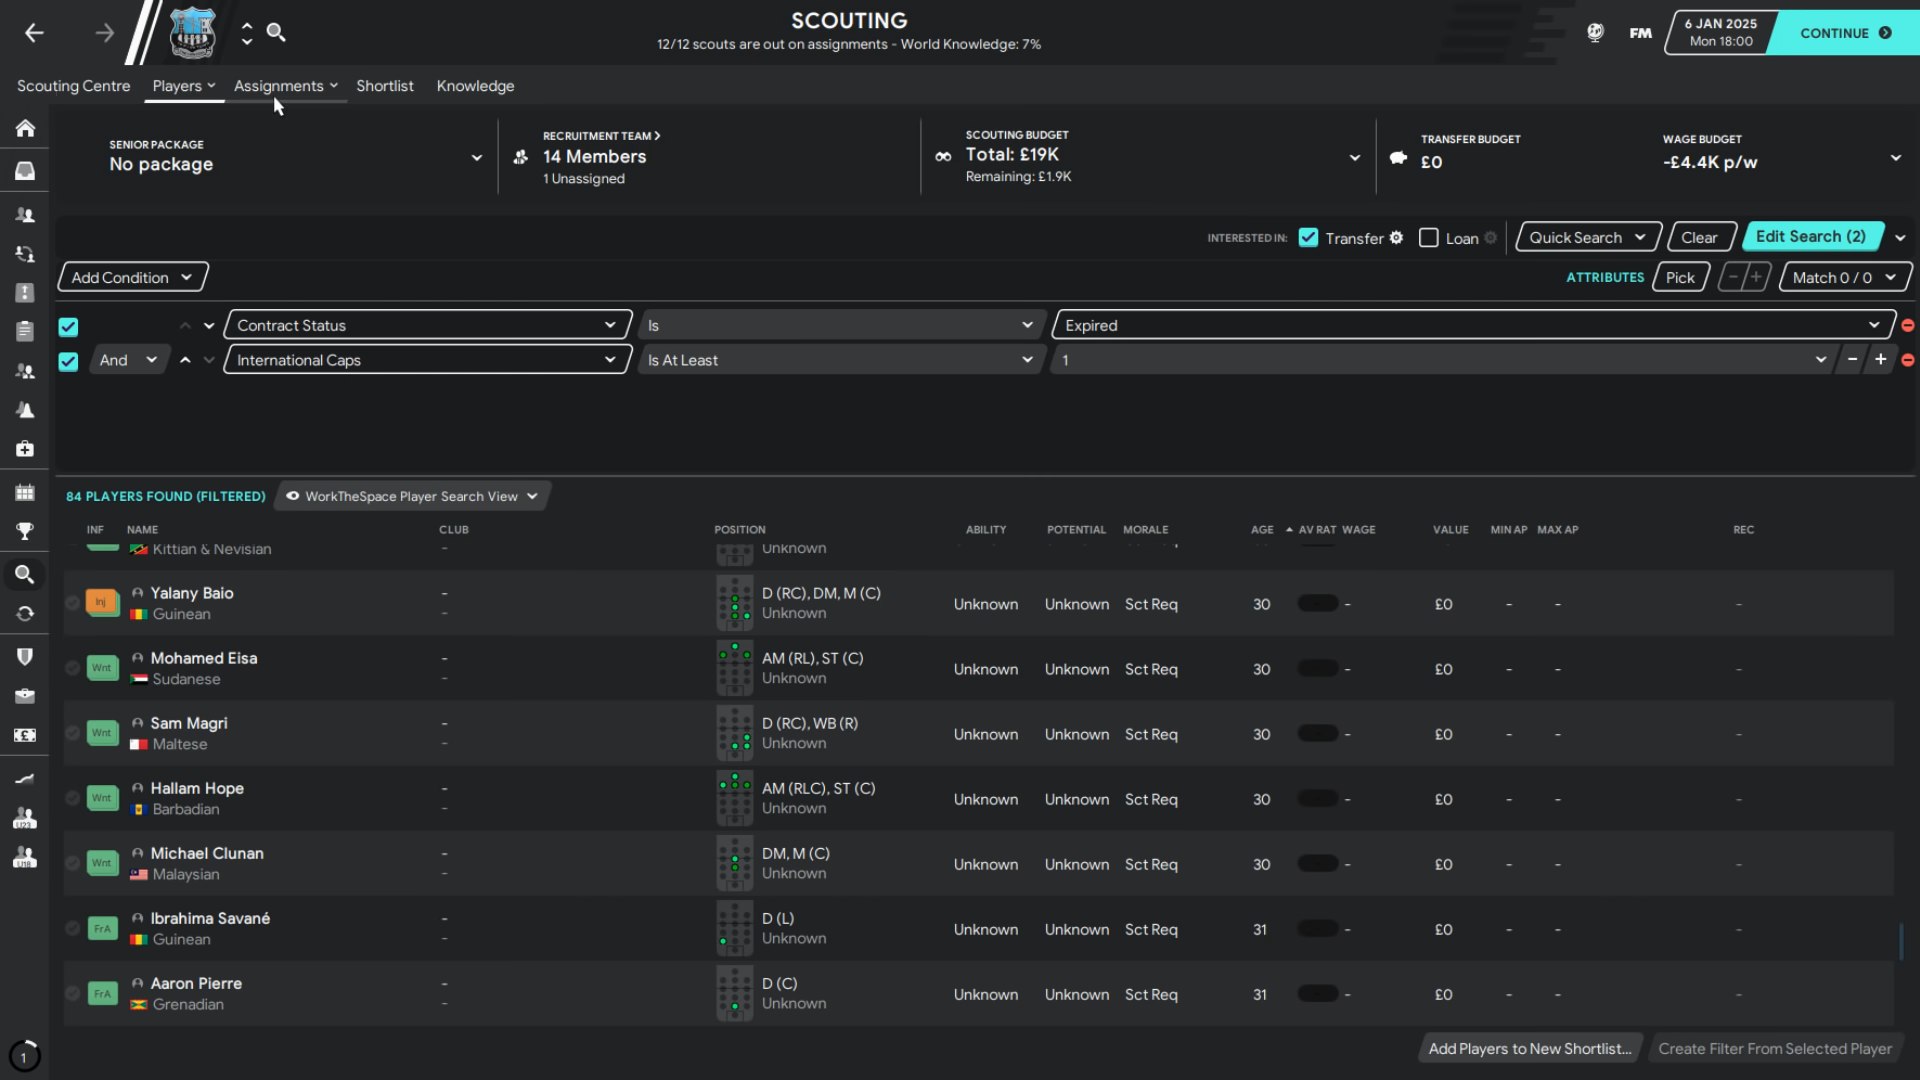 SCOUTING
12/12 scouts are out on assignments - World Knowledge: 7%
FM
6 JAN 2025
Mon 18:00
CONTINUE
Scouting Centre Players Assignments Shortlist Knowledge
SENIOR PACKAGE
No package
RECRUITMENT TEAM
14 Members
1 Unassigned
SCOUTING BUDGET
Total: £19K
Remaining: £1.9K
TRANSFER BUDGET
£0
WAGE BUDGET
-£4.4K p/w
INTERESTED IN: Transfer Loan Quick Search Clear Edit Search (2)
Add Condition ATTRIBUTES Pick - / + Match 0 / 0
Contract Status Is Expired
And International Caps Is At Least 1 - +
84 PLAYERS FOUND (FILTERED) WorkTheSpace Player Search View
INF NAME CLUB POSITION ABILITY POTENTIAL MORALE AGE AV RAT WAGE VALUE MIN AP MAX AP REC
Kittian & Nevisian - Unknown
Inj Yalany Baio - D (RC), DM, M (C) Unknown Unknown Sct Req 30 - £0 - - -
Guinean - Unknown
Wnt Mohamed Eisa - AM (RL), ST (C) Unknown Unknown Sct Req 30 - £0 - - -
Sudanese - Unknown
Wnt Sam Magri - D (RC), WB (R) Unknown Unknown Sct Req 30 - £0 - - -
Maltese - Unknown
Wnt Hallam Hope - AM (RLC), ST (C) Unknown Unknown Sct Req 30 - £0 - - -
Barbadian - Unknown
Wnt Michael Clunan - DM, M (C) Unknown Unknown Sct Req 30 - £0 - - -
Malaysian - Unknown
FrA Ibrahima Savané - D (L) Unknown Unknown Sct Req 31 - £0 - - -
Guinean - Unknown
FrA Aaron Pierre - D (C) Unknown Unknown Sct Req 31 - £0 - - -
Grenadian - Unknown
U23
U18
1
Add Players to New Shortlist... Create Filter From Selected Player